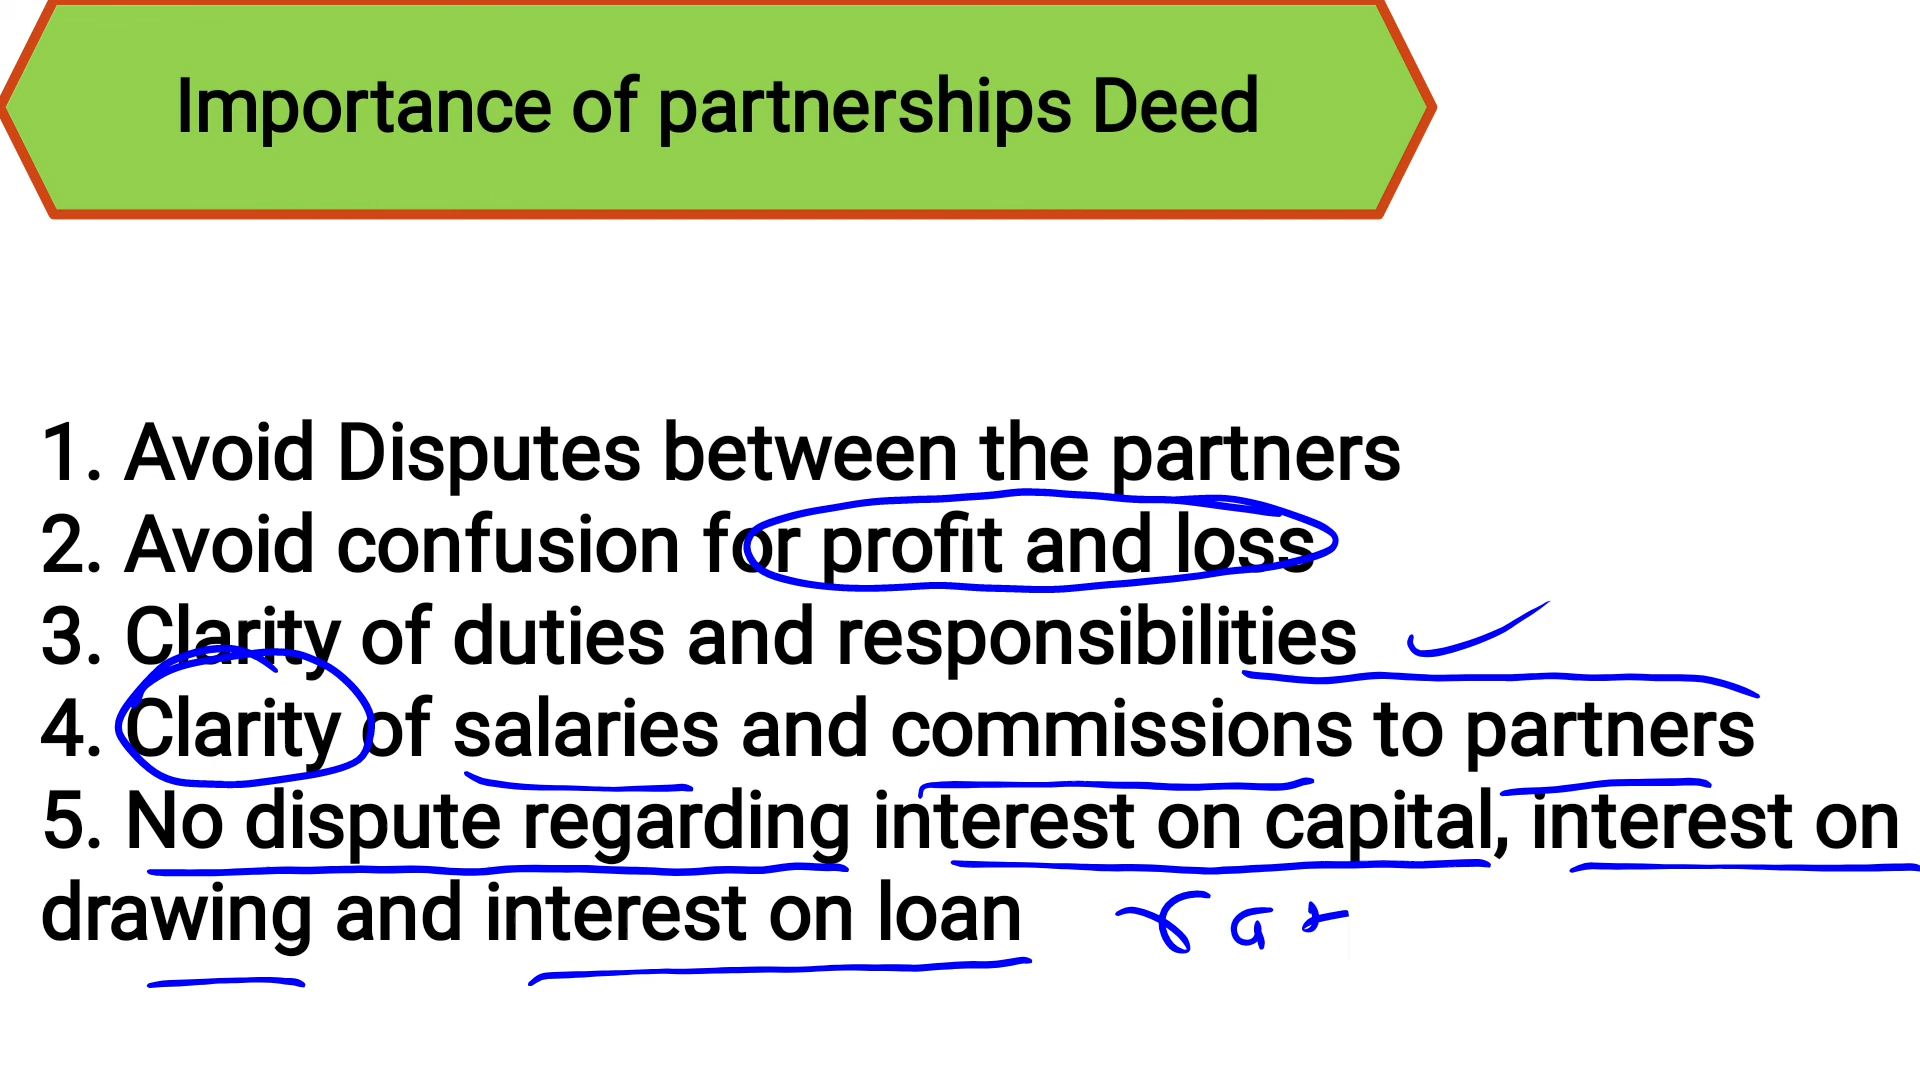 Importance of partnerships Deed
1. Avoid Disputes between the partners
2. Avoid confusion for profit and loss
3. Clarity of duties and responsibilities
4. Clarity of salaries and commissions to partners
5. No dispute regarding interest on capital, interest on
drawing and interest on loan